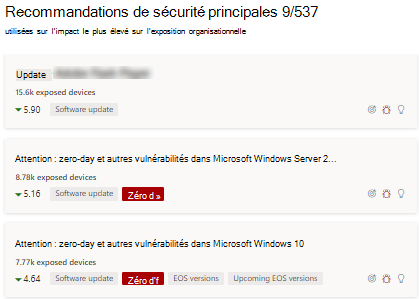 Recommandations de sécurité principales 9/537
utilisées sur l'impact le plus élevé sur l'exposition organisationnelle
Update
15.6k exposed devices
5.90 Software update
Attention : zero-day et autres vulnérabilités dans Microsoft Windows Server 2...
8.78k exposed devices
5.16 Software update Zéro d »
Attention : zero-day et autres vulnérabilités dans Microsoft Windows 10
7.77k exposed devices
4.64 Software update Zéro d'f EOS versions Upcoming EOS versions